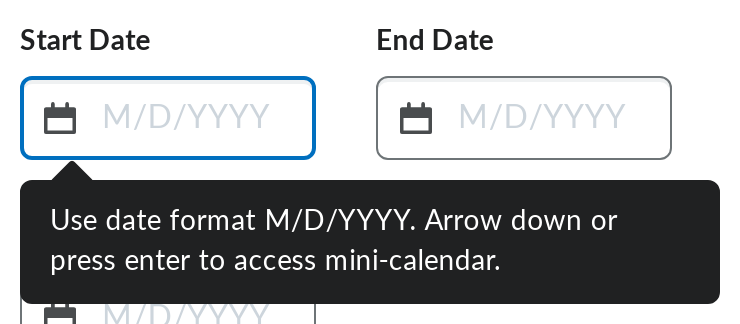 Start Date
End Date
M/D/YYYY
M/D/YYYY
Use date format M/D/YYYY. Arrow down or
press enter to access mini-calendar.
M/D/YYYY